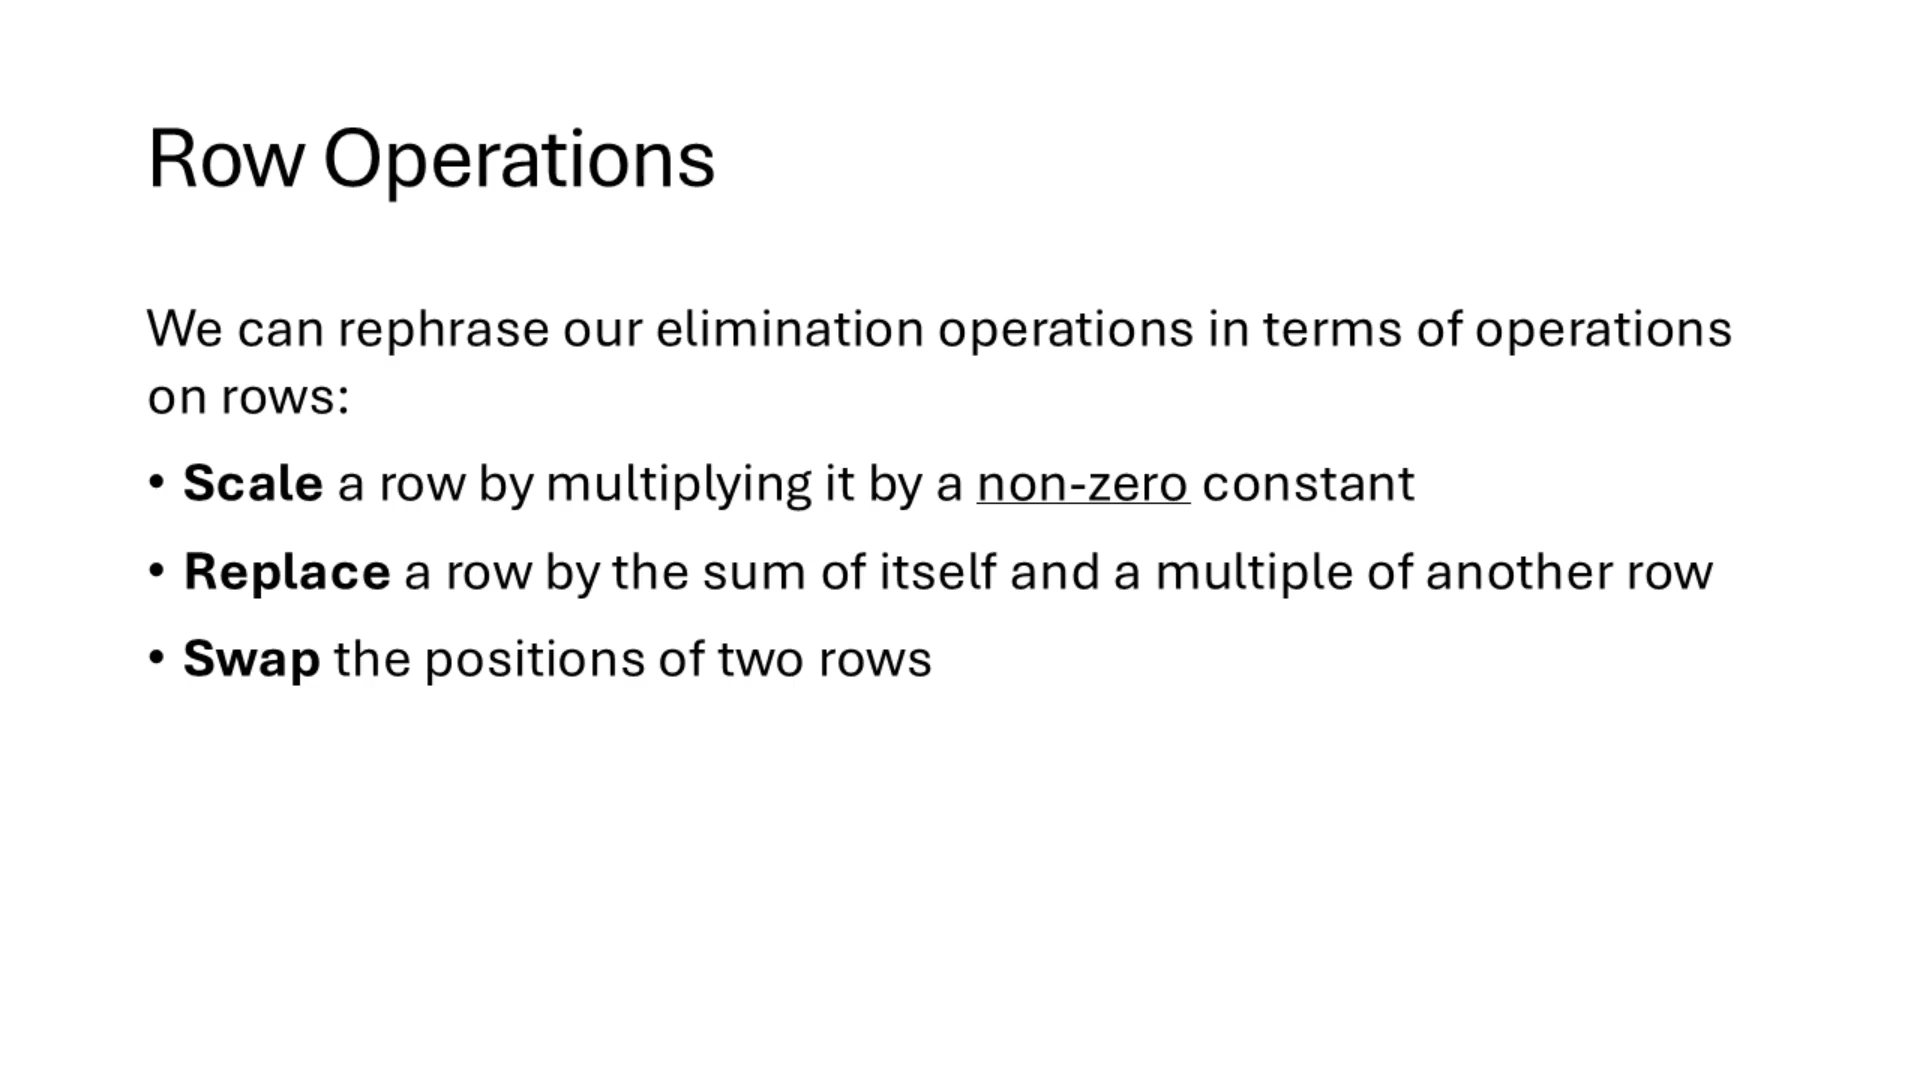 Row Operations
We can rephrase our elimination operations in terms of operations
on rows:
• Scale a row by multiplying it by a non-zero constant
• Replace a row by the sum of itself and a multiple of another row
• Swap the positions of two rows